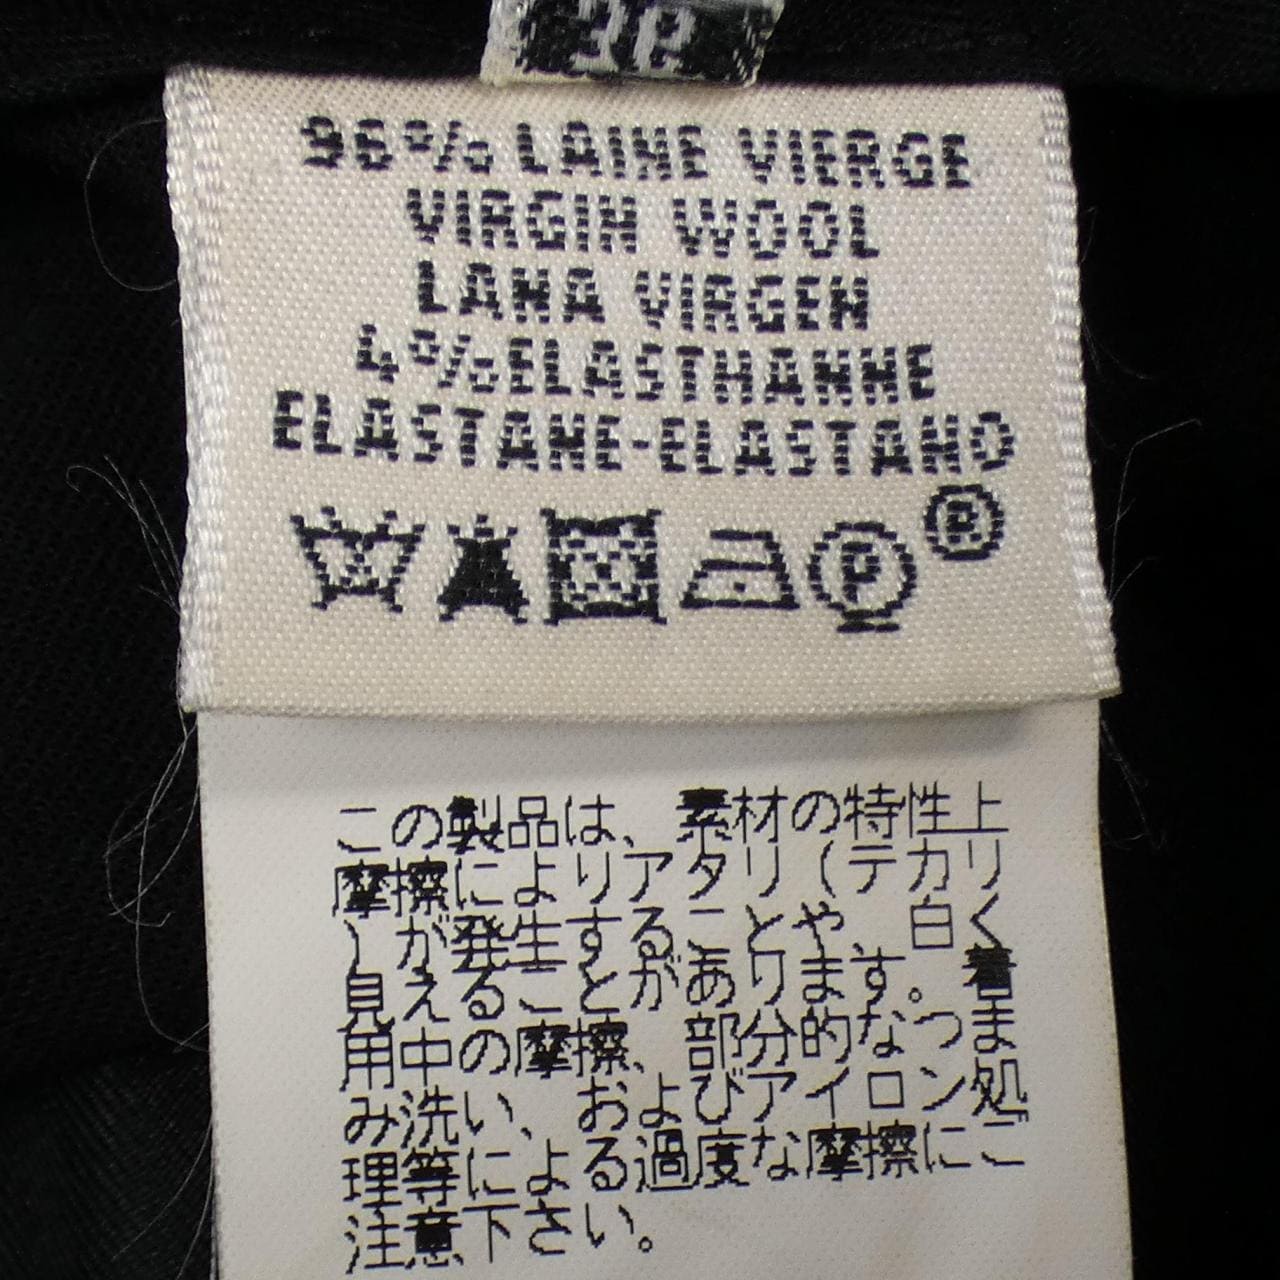 96% LAINE VIERGE
VIRGIN WOOL
LANA VIRGEN
4% ELASTHANNE
ELASTANE-ELASTANO
P ®
この製品は、素材の特性上
摩擦によりアタリ(テカリ
)が発生することや、白く
見えることがあります。着
用中の摩擦、部分的なつま
み洗い、およびアイロン処
理等による過度な摩擦にご
注意下さい。